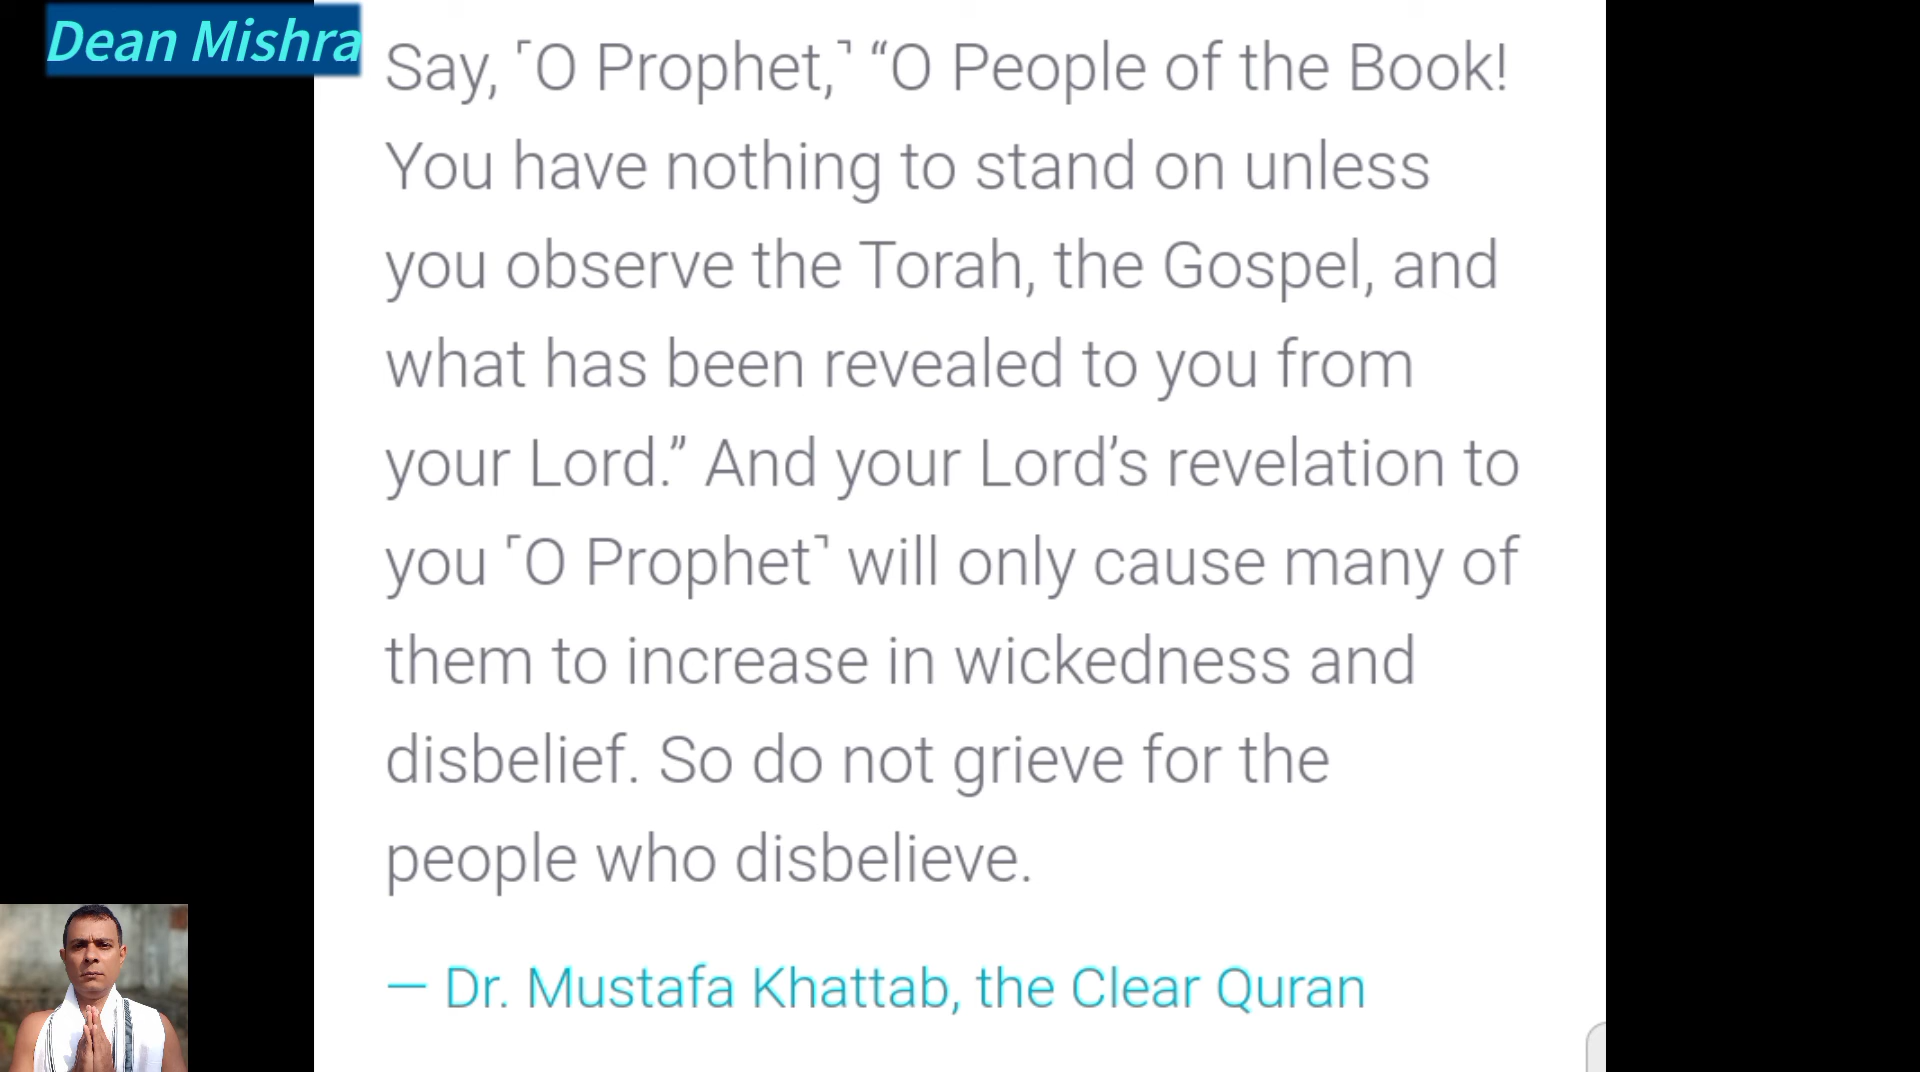 Dean Mishra
Say, ˹O Prophet,˺ “O People of the Book!
You have nothing to stand on unless
you observe the Torah, the Gospel, and
what has been revealed to you from
your Lord.” And your Lord’s revelation to
you ˹O Prophet˺ will only cause many of
them to increase in wickedness and
disbelief. So do not grieve for the
people who disbelieve.
— Dr. Mustafa Khattab, the Clear Quran